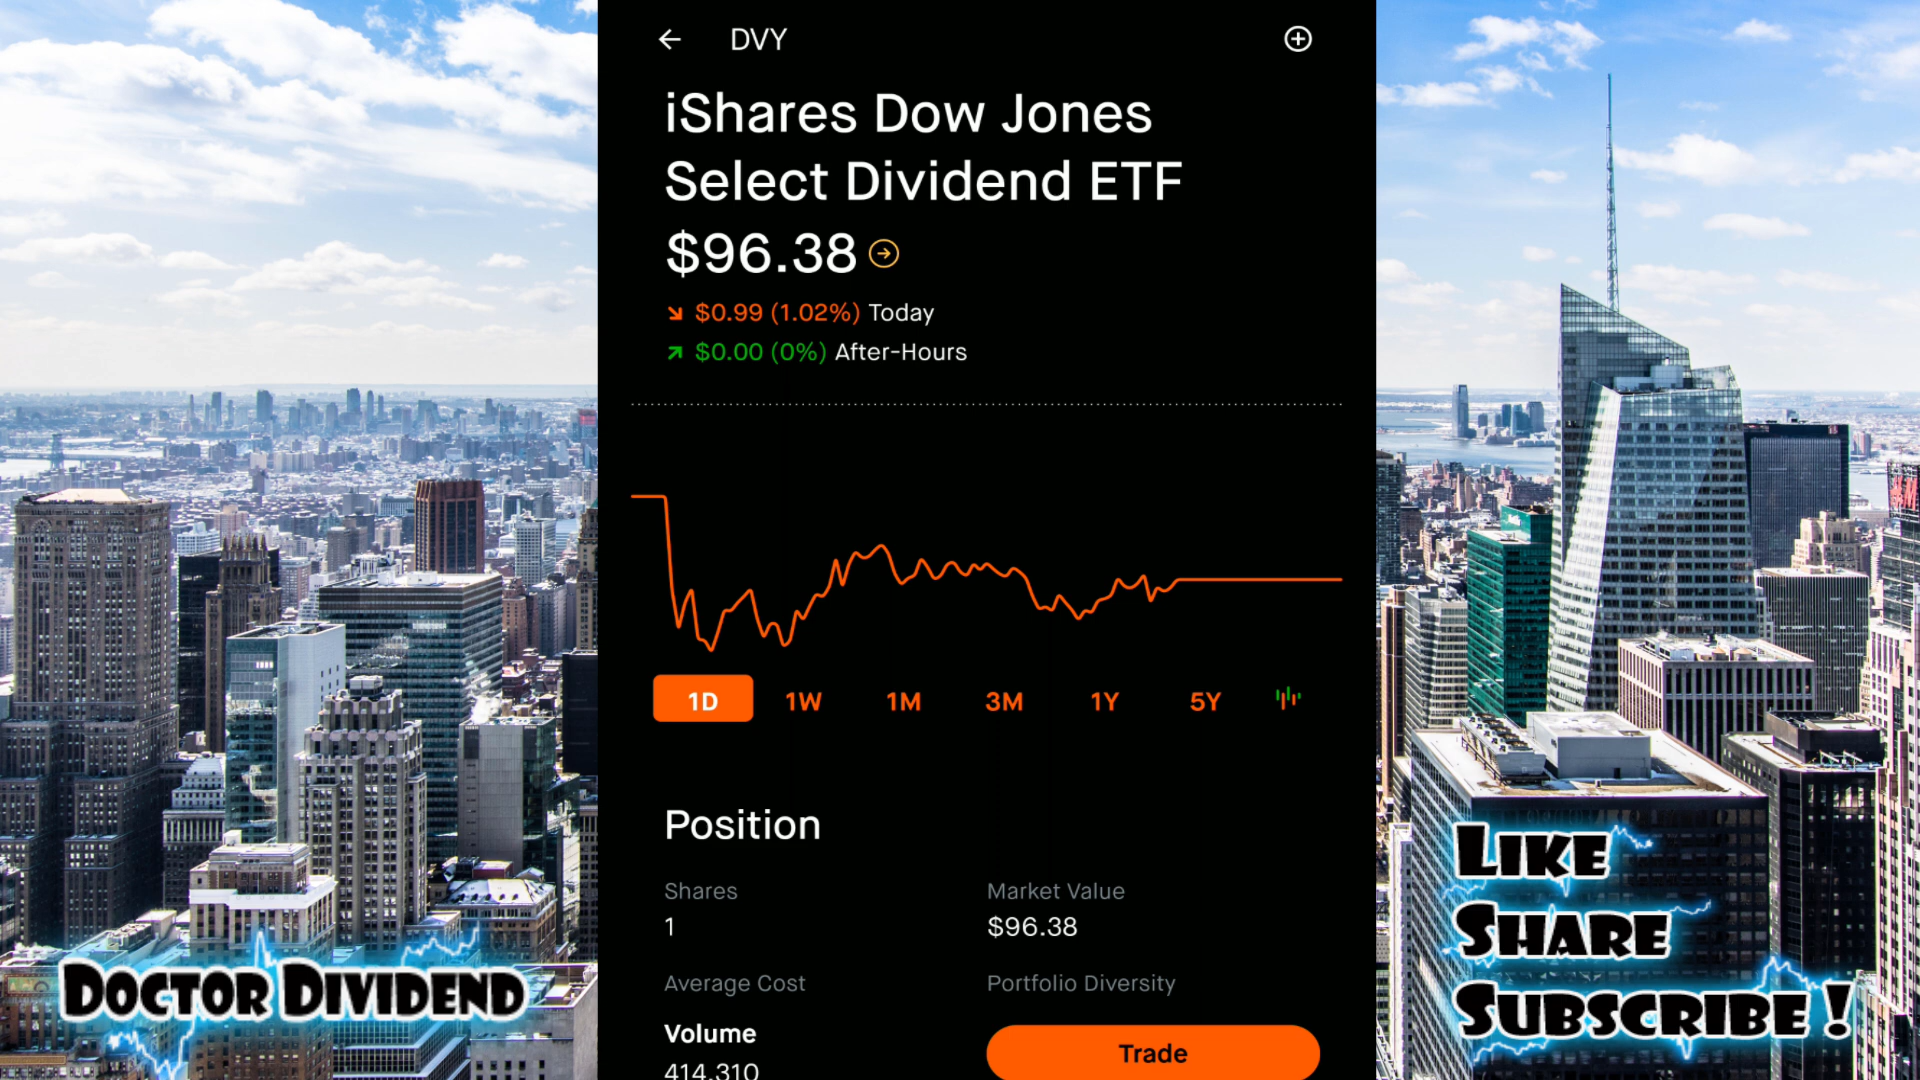 DVY
iShares Dow Jones
Select Dividend ETF
$96.38
$0.99 (1.02%) Today
$0.00 (0%) After-Hours
1D 1W 1M 3M 1Y 5Y
Position
Shares
1
Market Value
$96.38
Average Cost
Portfolio Diversity
Volume
414,310
Trade
DOCTOR DIVIDEND
LIKE
SHARE
SUBSCRIBE !